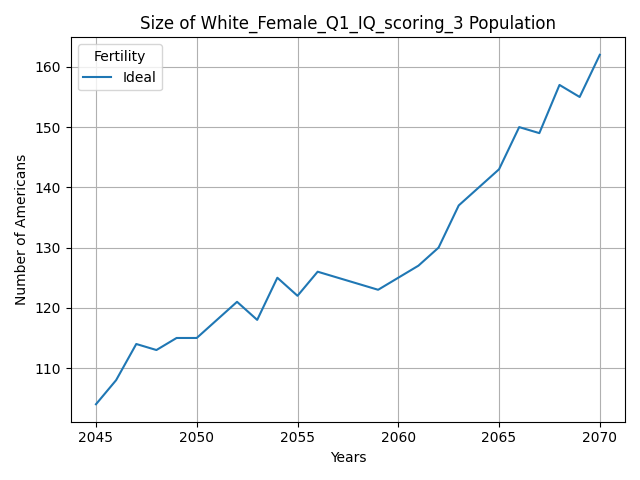 Size of White_Female_Q1_IQ_scoring_3 Population
Fertility
Ideal
Number of Americans
160
150
140
130
120
110
2045
2050
2055
2060
2065
2070
Years